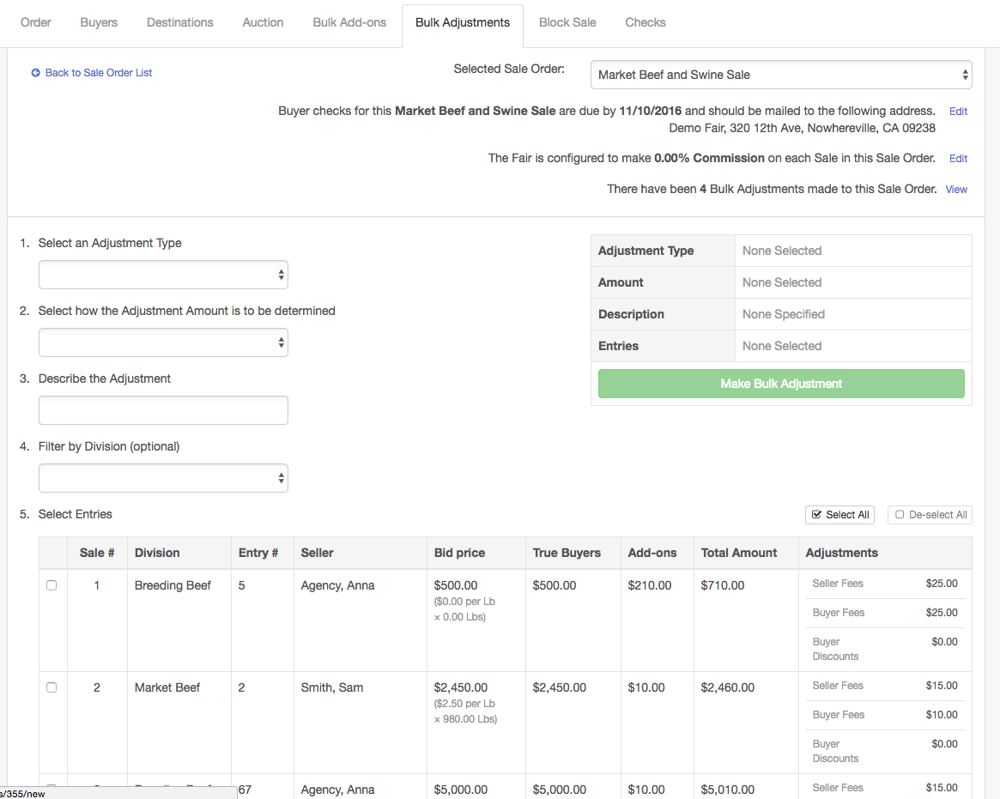 Order Buyers Destinations Auction Bulk Add-ons Bulk Adjustments Block Sale Checks
Back to Sale Order List
Selected Sale Order: Market Beef and Swine Sale
Buyer checks for this Market Beef and Swine Sale are due by 11/10/2016 and should be mailed to the following address. Edit
Demo Fair, 320 12th Ave, Nowhereville, CA 09238
The Fair is configured to make 0.00% Commission on each Sale in this Sale Order. Edit
There have been 4 Bulk Adjustments made to this Sale Order. View
1. Select an Adjustment Type
2. Select how the Adjustment Amount is to be determined
3. Describe the Adjustment
4. Filter by Division (optional)
Adjustment Type None Selected
Amount None Selected
Description None Specified
Entries None Selected
Make Bulk Adjustment
5. Select Entries
Select All De-select All
Sale # Division Entry # Seller Bid price True Buyers Add-ons Total Amount Adjustments
1 Breeding Beef 5 Agency, Anna $500.00 $500.00 $210.00 $710.00 Seller Fees $25.00
($0.00 per Lb
× 0.00 Lbs)
Buyer Fees $25.00
Buyer $0.00
Discounts
2 Market Beef 2 Smith, Sam $2,450.00 $2,450.00 $10.00 $2,460.00 Seller Fees $15.00
($2.50 per Lb
× 980.00 Lbs)
Buyer Fees $10.00
Buyer $0.00
Discounts
67 Agency, Anna $5,000.00 $5,000.00 $10.00 $5,010.00 Seller Fees $15.00
s/355/new